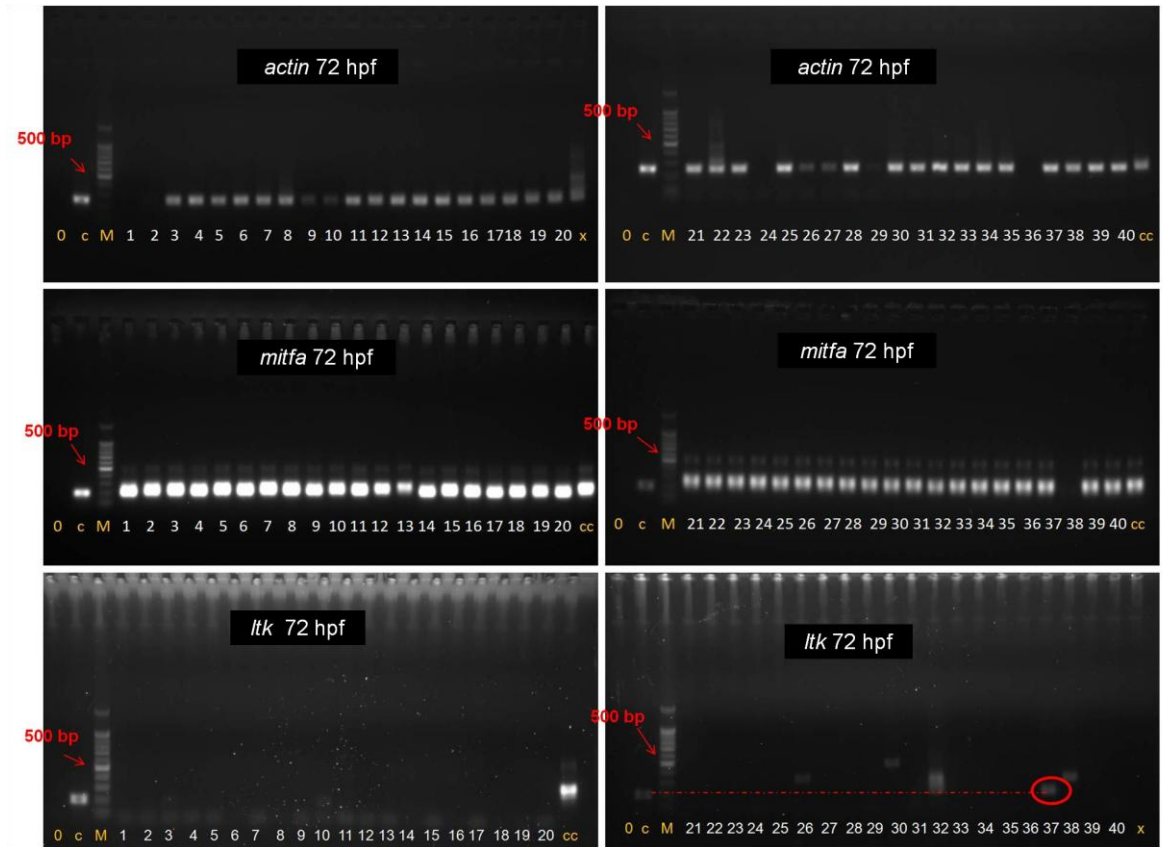 actin 72 hpf
500 bp
0 c M 1 2 3 4 5 6 7 8 9 10 11 12 13 14 15 16 1718 19 20 x
actin 72 hpf
500 bp
0 c M 21 22 23 24 25 26 27 28 29 30 31 32 33 34 35 36 37 38 39 40 cc
mitfa 72 hpf
500 bp
0 c M 1 2 3 4 5 6 7 8 9 10 11 12 13 14 15 16 17 18 19 20 cc
mitfa 72 hpf
500 bp
0 c M 21 22 23 24 25 26 27 28 29 30 31 32 33 34 35 36 37 38 39 40 cc
ltk 72 hpf
500 bp
0 c M 1 2 3 4 5 6 7 8 9 10 11 12 13 14 15 16 17 18 19 20 cc
ltk 72 hpf
500 bp
0 c M 21 22 23 24 25 26 27 28 29 30 31 32 33 34 35 36 37 38 39 40 x